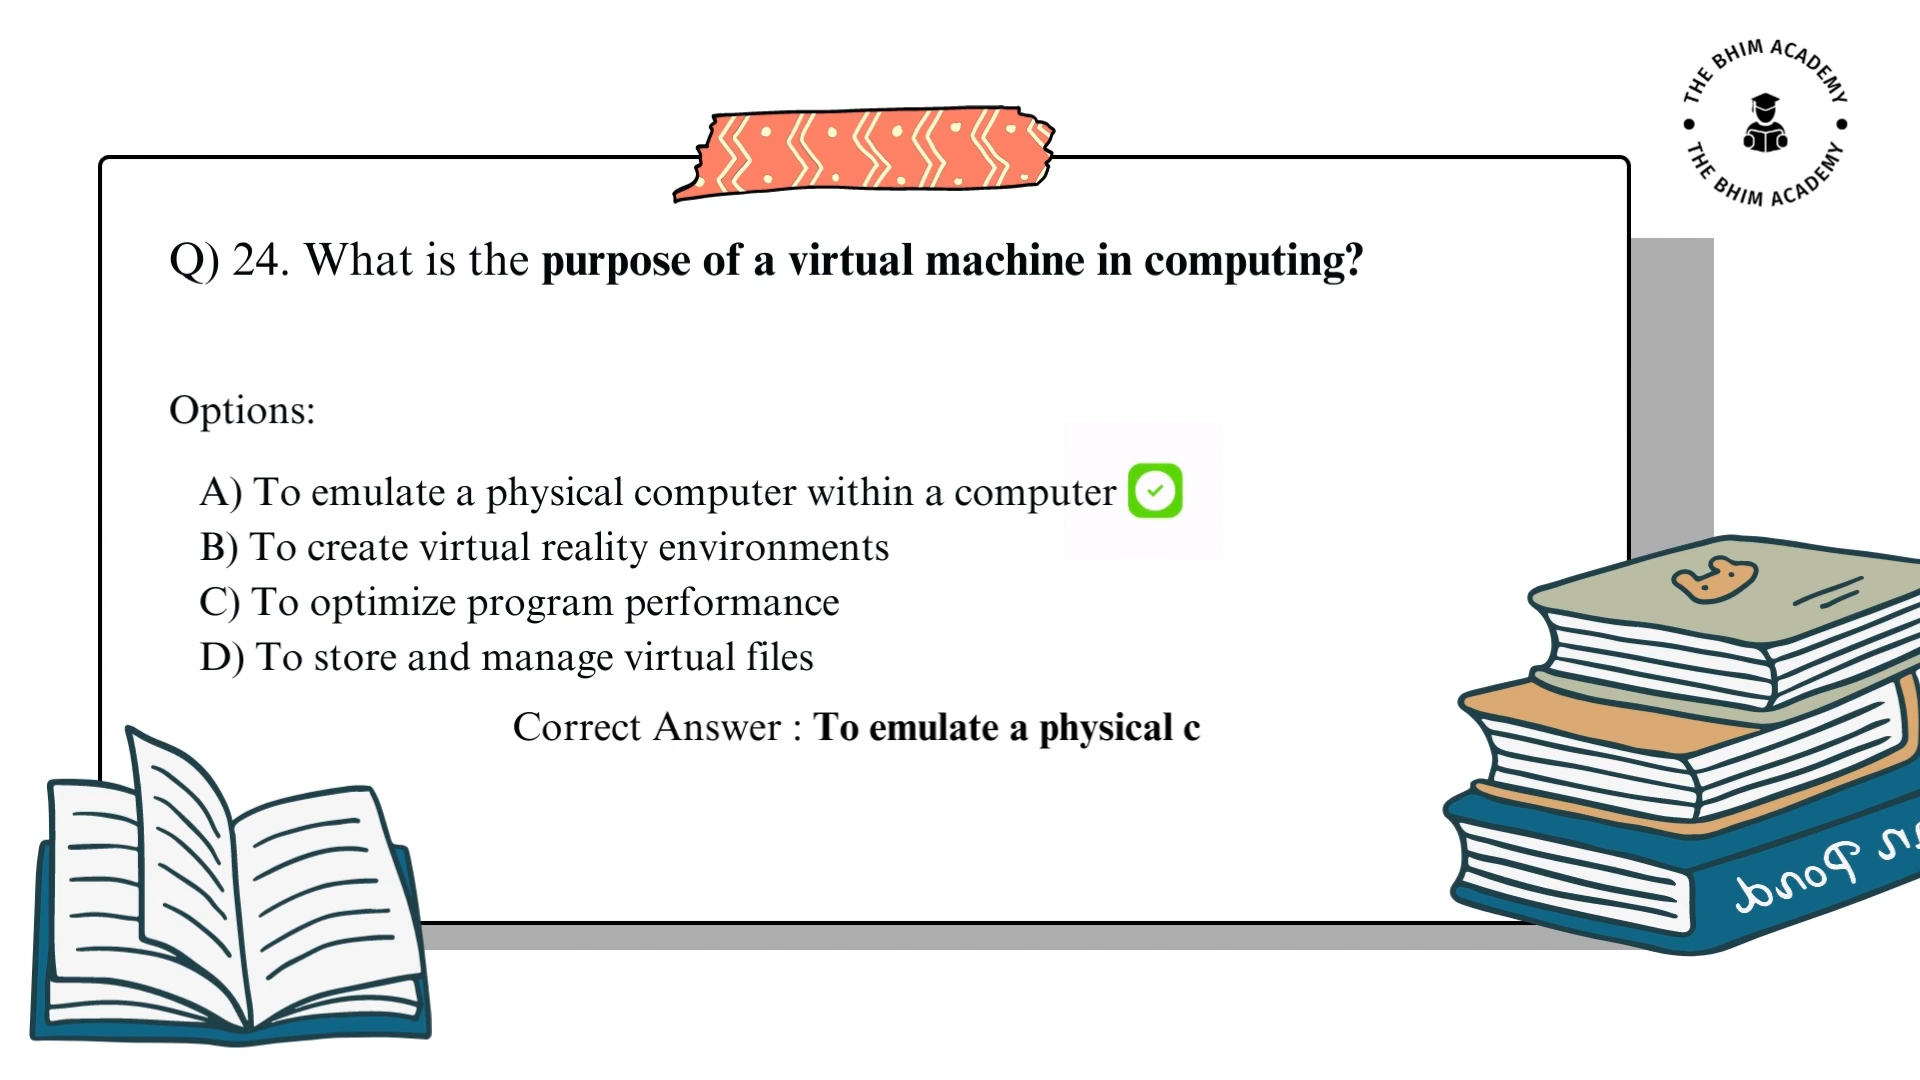 THE BHIM ACADEMY
THE BHIM ACADEMY
Q) 24. What is the purpose of a virtual machine in computing?
Options:
A) To emulate a physical computer within a computer
B) To create virtual reality environments
C) To optimize program performance
D) To store and manage virtual files
Correct Answer : To emulate a physical c
Pond